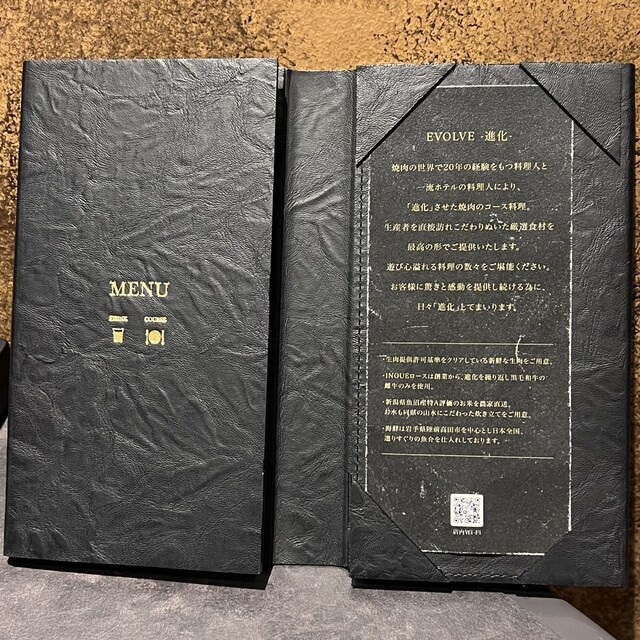 MENU
DRINK COURSE
EVOLVE -進化-
焼肉の世界で20年の経験をもつ料理人と
一流ホテルの料理人により、
「進化」させた焼肉のコース料理。
生産者を直接訪れこだわりぬいた厳選食材を
最高の形でご提供いたします。
遊び心溢れる料理の数々をご堪能ください。
お客様に驚きと感動を提供し続ける為に、
日々「進化」してまいります。
・生肉提供許可基準をクリアしている新鮮な生肉をご用意。
・INOUEロースは創業から、進化を繰り返し黒毛和牛の
雌牛のみを使用。
・新潟県魚沼産特A評価のお米を農家直送。
お水も同郷の山水にこだわった炊き立てをご用意。
・海鮮は岩手県陸前高田市を中心とし日本全国、
選りすぐりの魚介を仕入れしております。
店内Wi-Fi